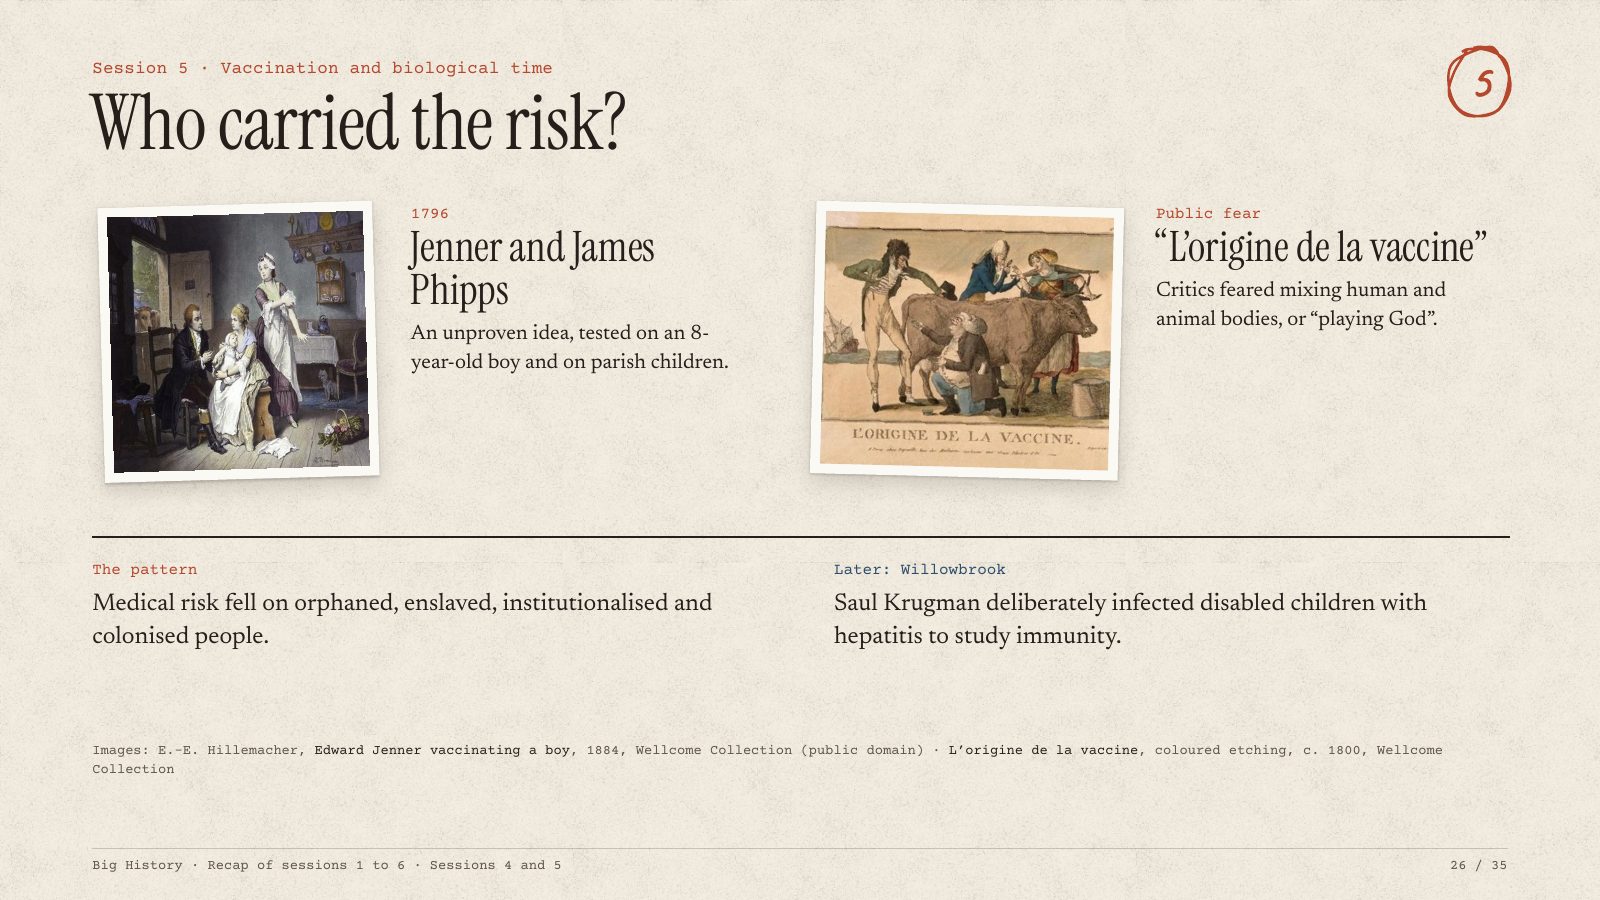 Session 5 · Vaccination and biological time
5
Who carried the risk?
1796
Jenner and James
Phipps
An unproven idea, tested on an 8-
year-old boy and on parish children.
L'ORIGINE DE LA VACCINE.
Public fear
“L’origine de la vaccine”
Critics feared mixing human and
animal bodies, or “playing God”.
The pattern
Medical risk fell on orphaned, enslaved, institutionalised and
colonised people.
Later: Willowbrook
Saul Krugman deliberately infected disabled children with
hepatitis to study immunity.
Images: E.-E. Hillemacher, Edward Jenner vaccinating a boy, 1884, Wellcome Collection (public domain) · L’origine de la vaccine, coloured etching, c. 1800, Wellcome
Collection
Big History · Recap of sessions 1 to 6 · Sessions 4 and 5
26 / 35